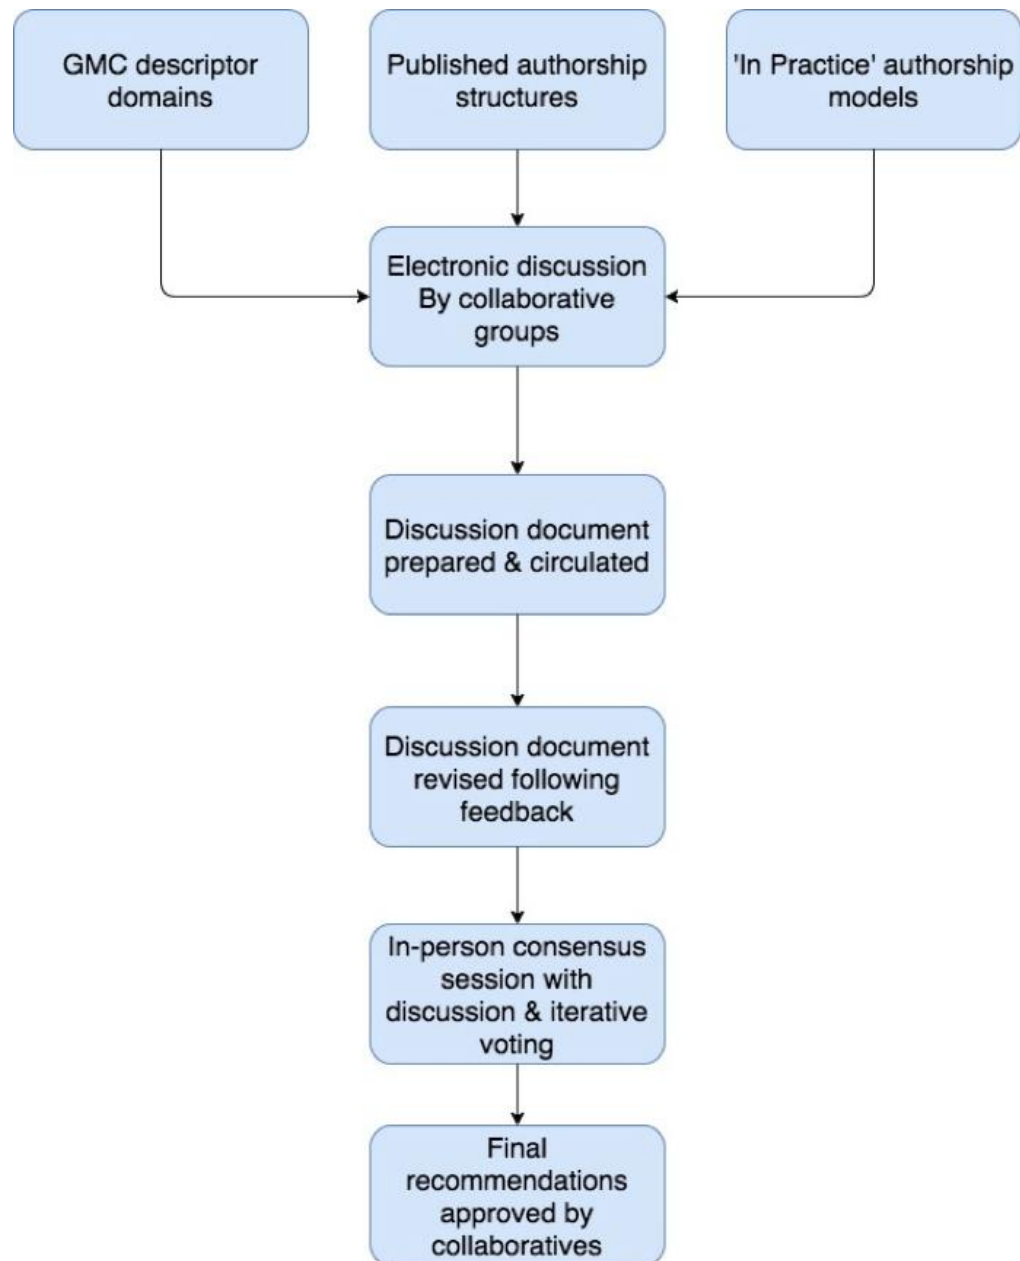 GMC descriptor
domains
Published authorship
structures
'In Practice' authorship
models
Electronic discussion
By collaborative
groups
Discussion document
prepared & circulated
Discussion document
revised following
feedback
In-person consensus
session with
discussion & iterative
voting
Final
recommendations
approved by
collaboratives